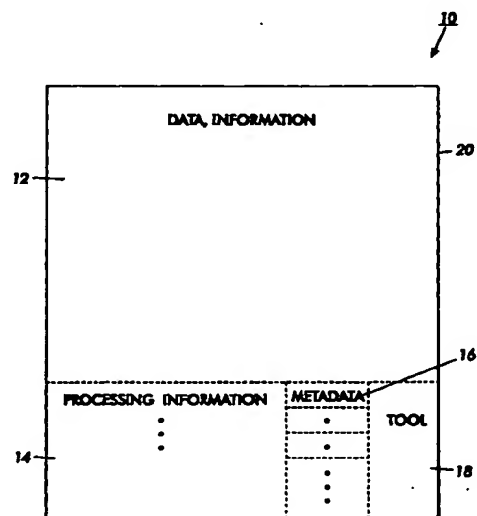 10
DATA, INFORMATION
20
12
16
PROCESSING INFORMATION
METADATA
TOOL
14
18